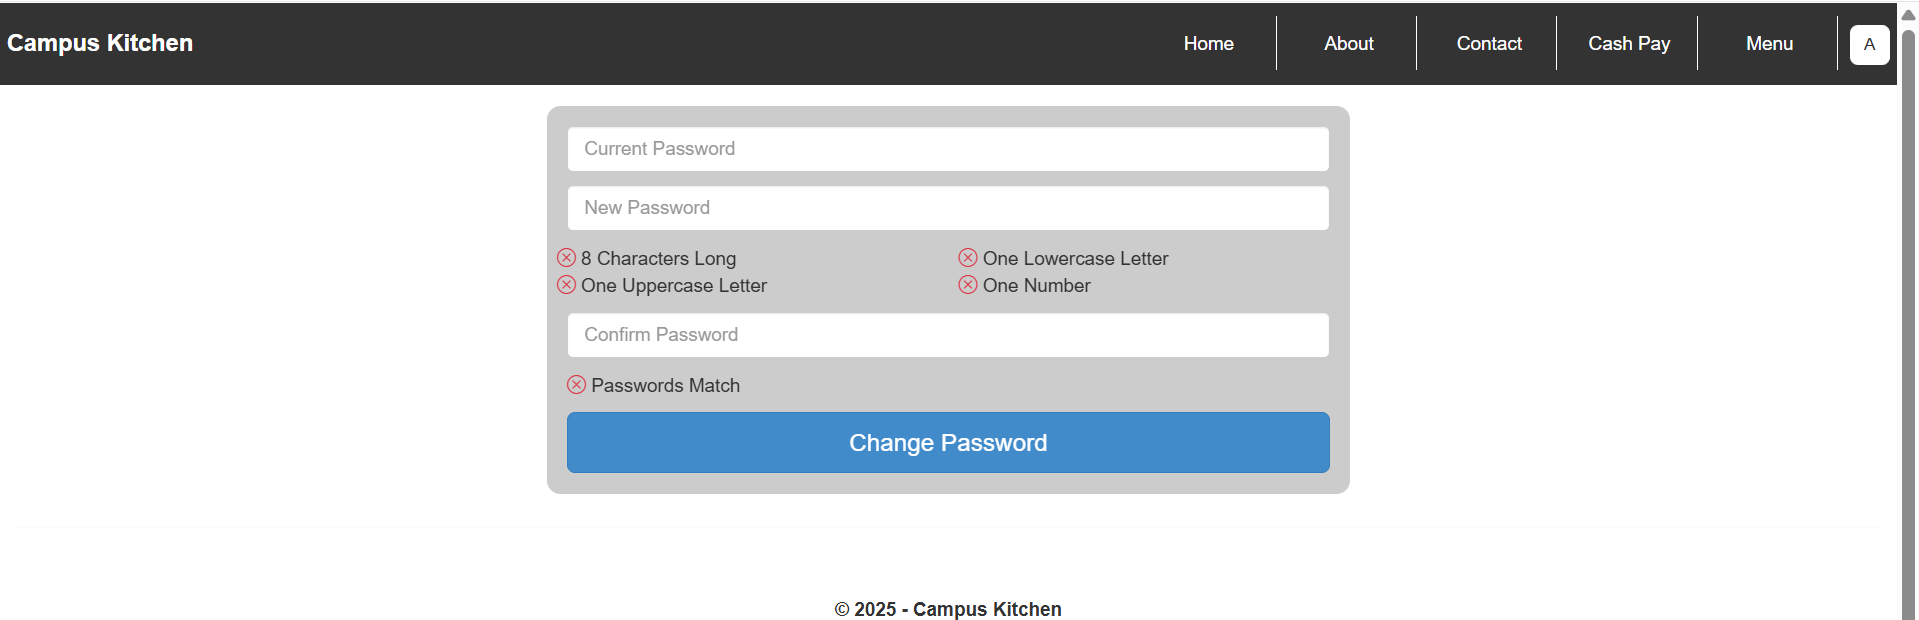 Campus Kitchen
Home About Contact Cash Pay Menu A
Current Password
New Password
8 Characters Long One Lowercase Letter
One Uppercase Letter One Number
Confirm Password
Passwords Match
Change Password
© 2025 - Campus Kitchen